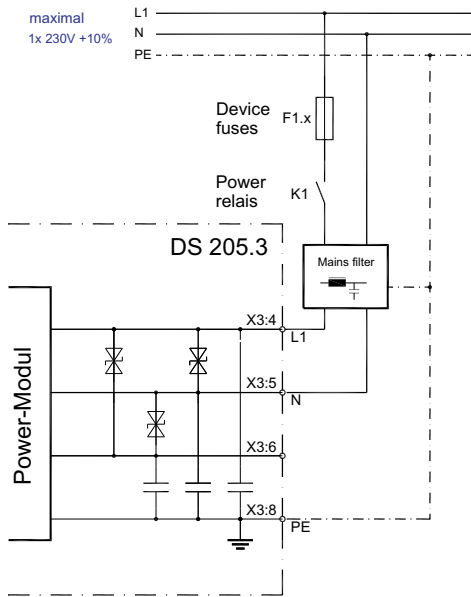 maximal
1x 230V +10%
L1
N
PE
Device
fuses
F1.x
Power
relais
K1
DS 205.3
Mains filter
Power-Modul
X3:4
L1
X3:5
N
X3:6
X3:8
PE